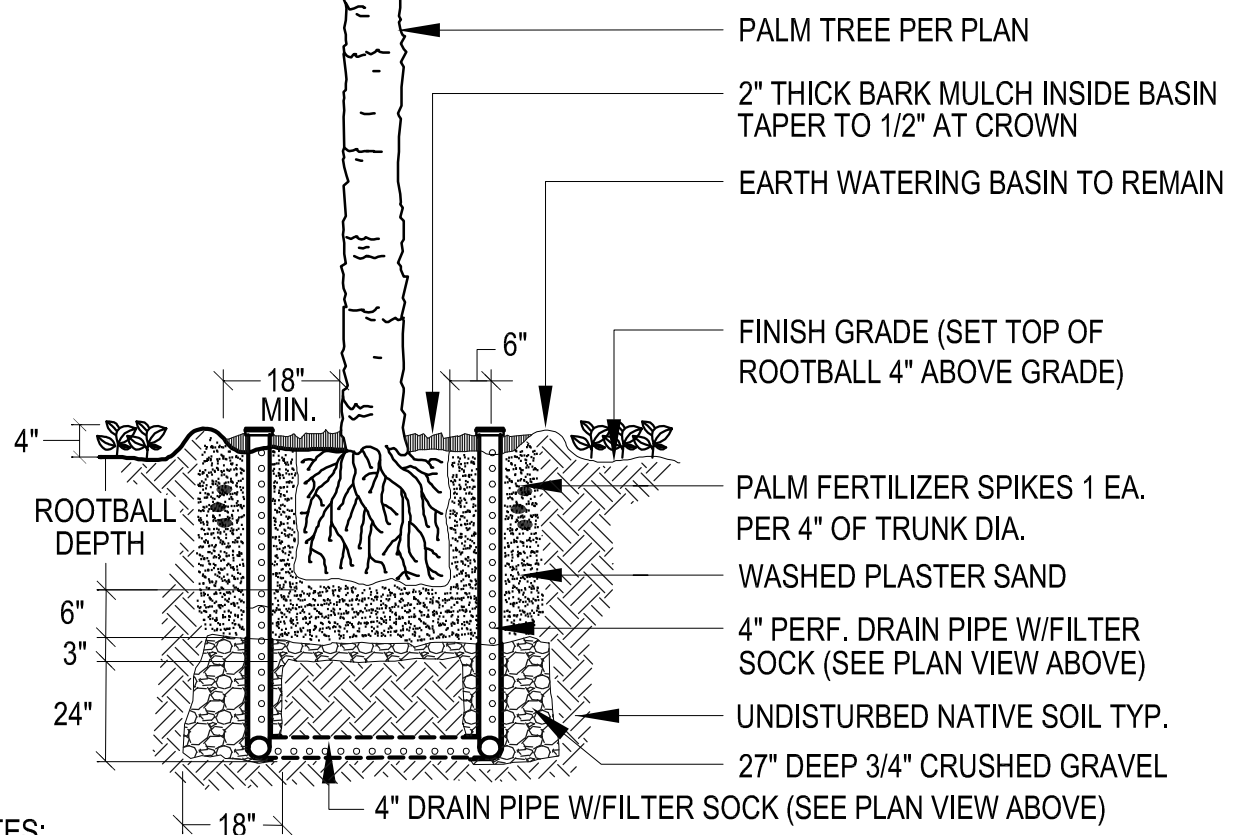 PALM TREE PER PLAN
2" THICK BARK MULCH INSIDE BASIN
TAPER TO 1/2" AT CROWN
EARTH WATERING BASIN TO REMAIN
FINISH GRADE (SET TOP OF
ROOTBALL 4" ABOVE GRADE)
6"
18"
MIN.
4"
ROOTBALL
DEPTH
PALM FERTILIZER SPIKES 1 EA.
PER 4" OF TRUNK DIA.
WASHED PLASTER SAND
6"
4" PERF. DRAIN PIPE W/FILTER
SOCK (SEE PLAN VIEW ABOVE)
3"
24"
UNDISTURBED NATIVE SOIL TYP.
27" DEEP 3/4" CRUSHED GRAVEL
4" DRAIN PIPE W/FILTER SOCK (SEE PLAN VIEW ABOVE)
18"
TES: